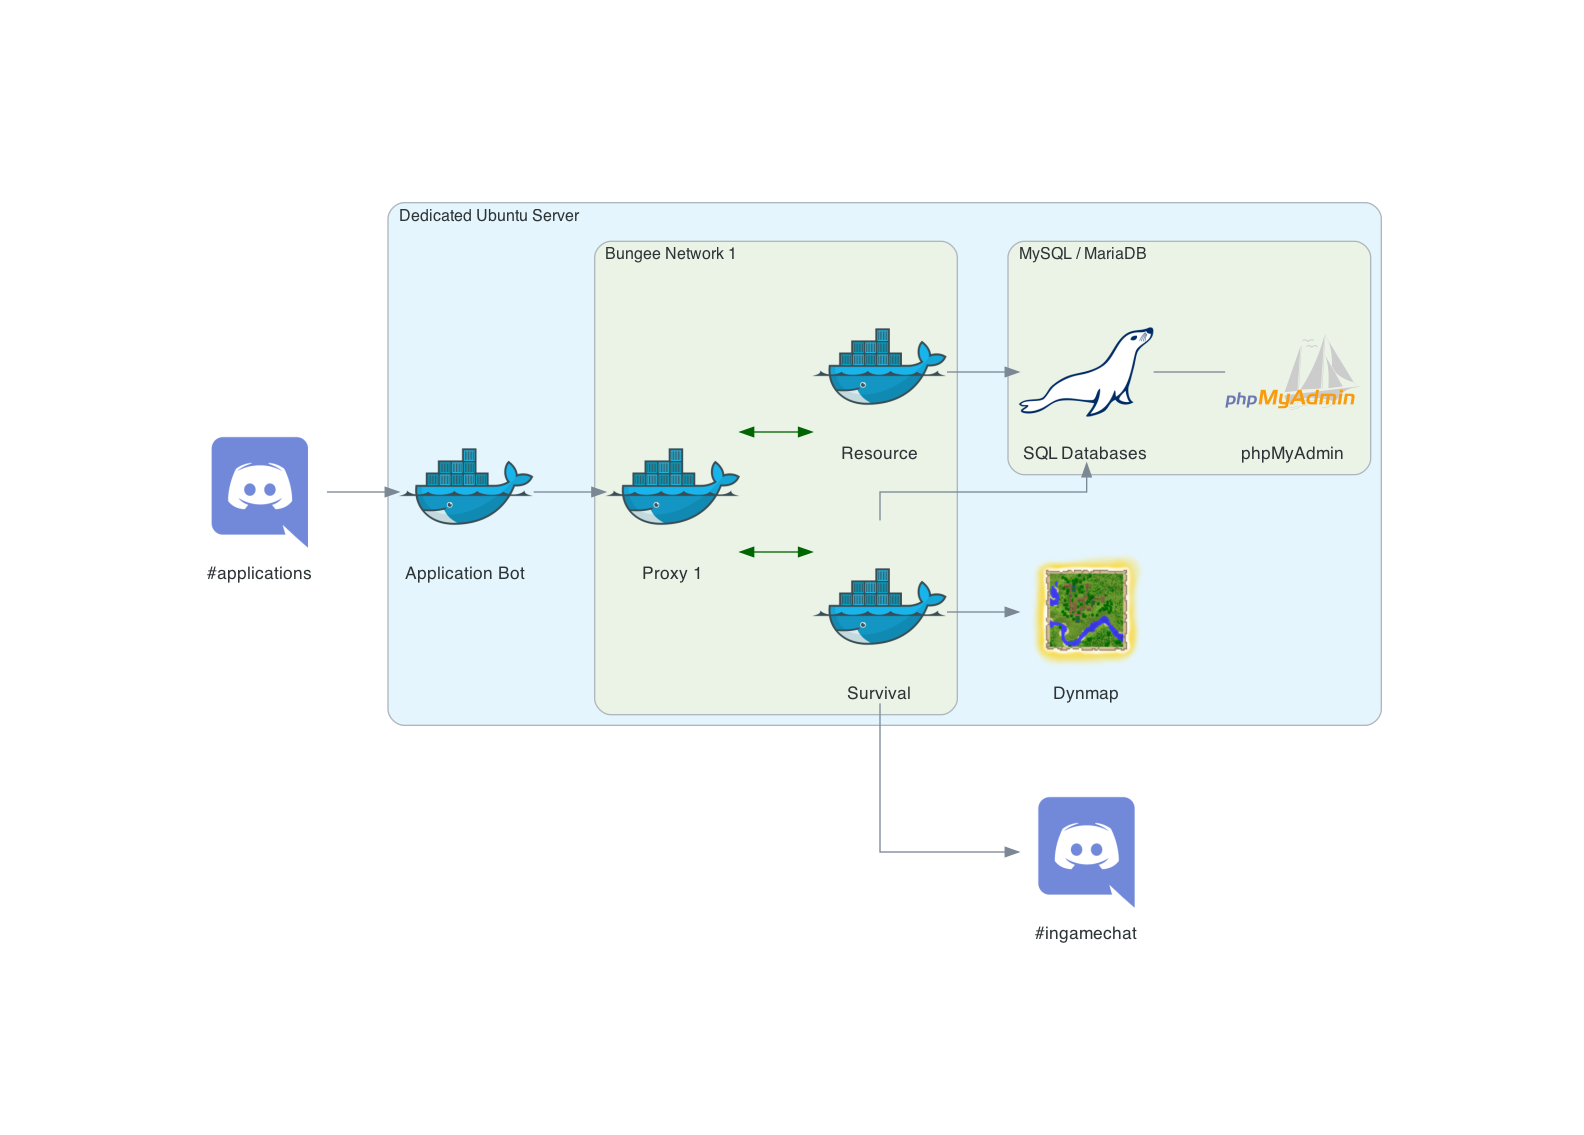 Dedicated Ubuntu Server
Bungee Network 1
MySQL / MariaDB
phpMyAdmin
Resource
SQL Databases
phpMyAdmin
#applications
Application Bot
Proxy 1
Survival
Dynmap
#ingamechat